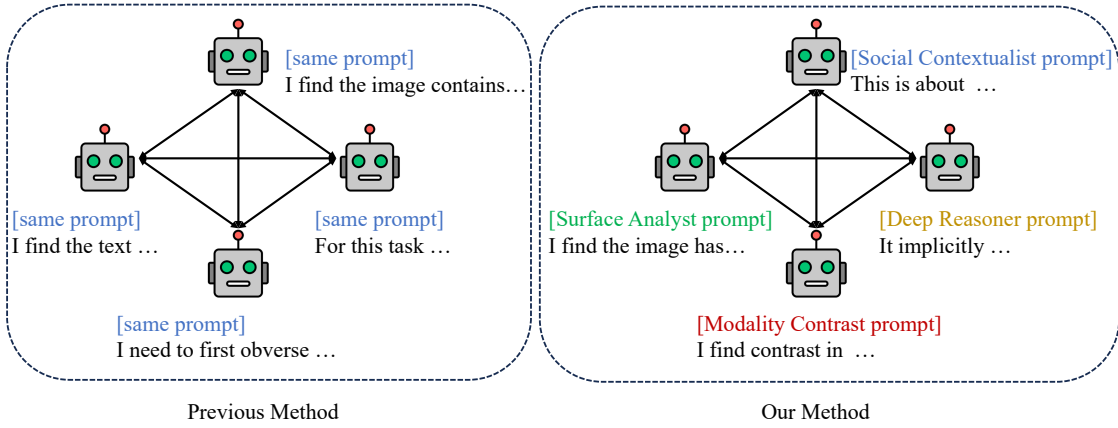 [same prompt]
I find the image contains…
[same prompt]
I find the text …
[same prompt]
For this task …
[same prompt]
I need to first obverse …
Previous Method
[Social Contextualist prompt]
This is about …
[Surface Analyst prompt]
I find the image has…
[Deep Reasoner prompt]
It implicitly …
[Modality Contrast prompt]
I find contrast in …
Our Method